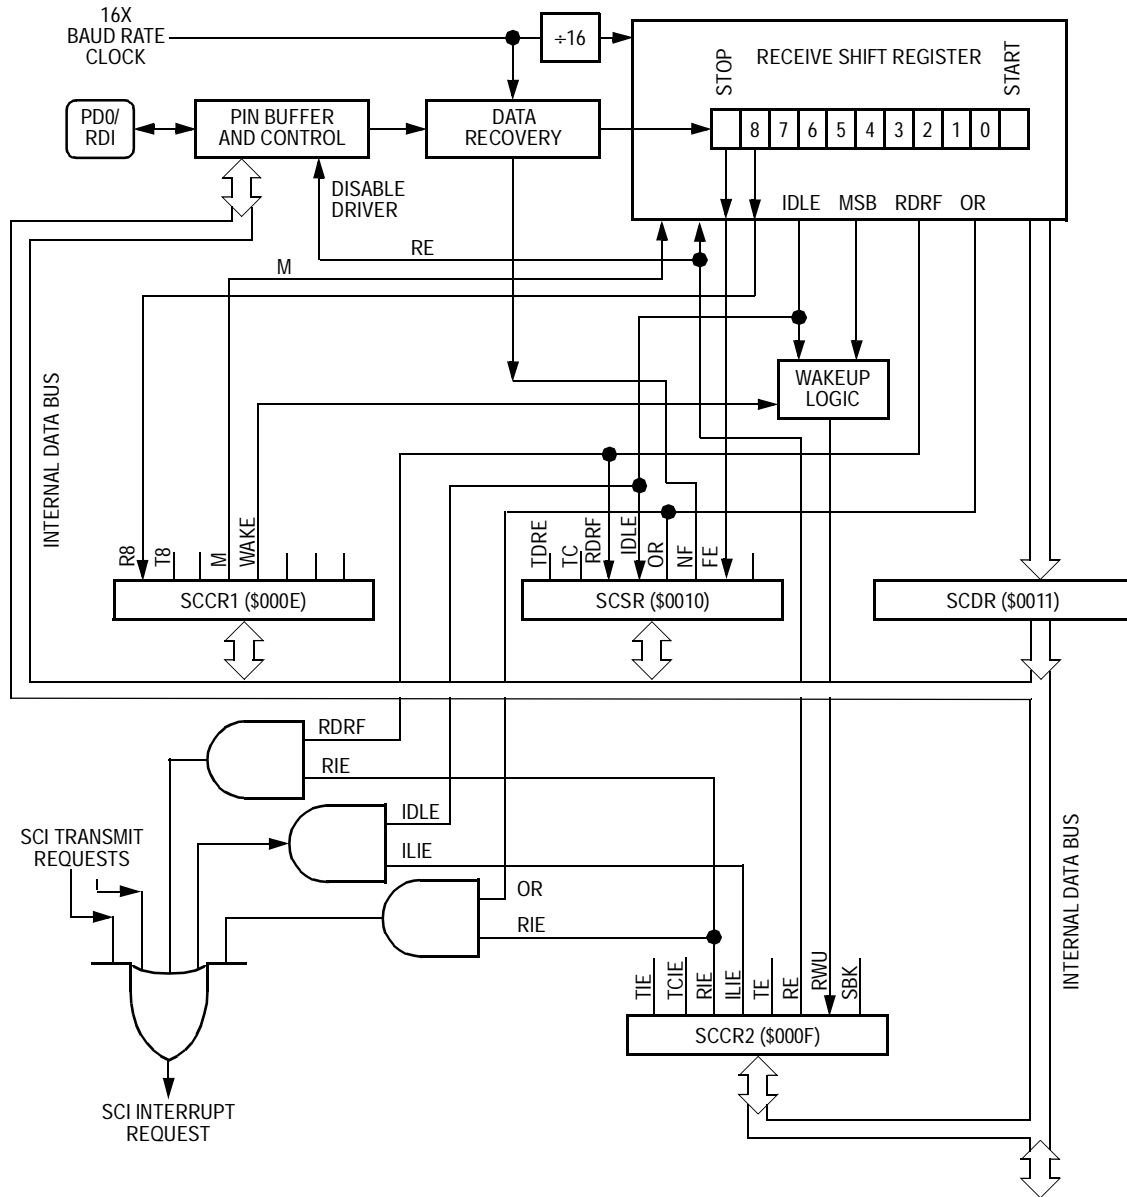 16X
BAUD RATE
CLOCK
÷16
STOP
RECEIVE SHIFT REGISTER
START
PD0/
RDI
PIN BUFFER
AND CONTROL
DATA
RECOVERY
8 7 6 5 4 3 2 1 0
DISABLE
DRIVER
IDLE MSB RDRF OR
RE
M
WAKEUP
LOGIC
INTERNAL DATA BUS
R8 T8 M WAKE
TDRE TC RDRF IDLE OR NF FE
SCCR1 ($000E)
SCSR ($0010)
SCDR ($0011)
RDRF
RIE
IDLE
ILIE
SCI TRANSMIT
REQUESTS
OR
RIE
INTERNAL DATA BUS
TIE TCIE RIE ILIE TE RE RWU SBK
SCCR2 ($000F)
SCI INTERRUPT
REQUEST